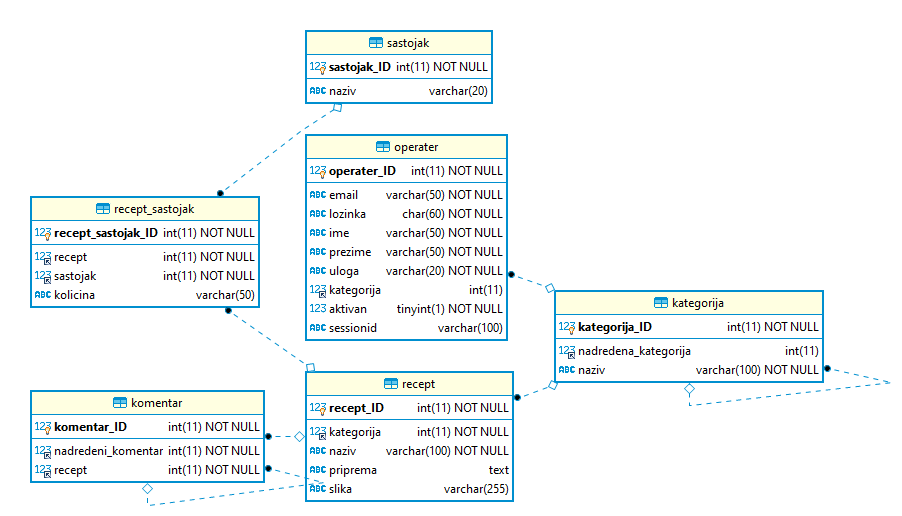 sastojak
123 sastojak_ID int(11) NOT NULL
ABC naziv varchar(20)
operater
123 operater_ID int(11) NOT NULL
ABC email varchar(50) NOT NULL
ABC lozinka char(60) NOT NULL
ABC ime varchar(50) NOT NULL
ABC prezime varchar(50) NOT NULL
ABC uloga varchar(20) NOT NULL
123 kategorija int(11)
123 aktivan tinyint(1) NOT NULL
ABC sessionid varchar(100)
recept_sastojak
123 recept_sastojak_ID int(11) NOT NULL
123 recept int(11) NOT NULL
123 sastojak int(11) NOT NULL
ABC kolicina varchar(50)
kategorija
123 kategorija_ID int(11) NOT NULL
123 nadredena_kategorija int(11)
ABC naziv varchar(100) NOT NULL
recept
123 recept_ID int(11) NOT NULL
123 kategorija int(11) NOT NULL
ABC naziv varchar(100) NOT NULL
ABC priprema text
ABC slika varchar(255)
komentar
123 komentar_ID int(11) NOT NULL
123 nadredeni_komentar int(11) NOT NULL
123 recept int(11) NOT NULL